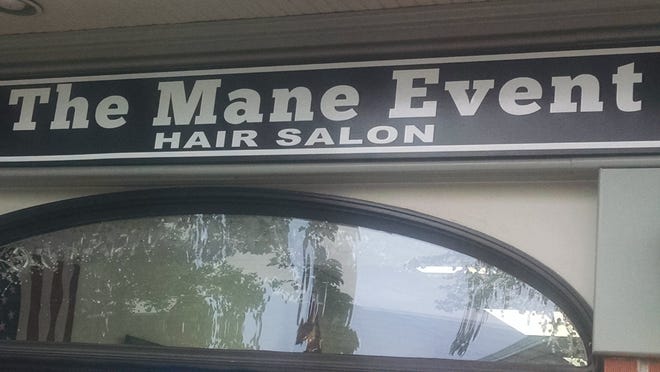 The Mane Event
HAIR SALON